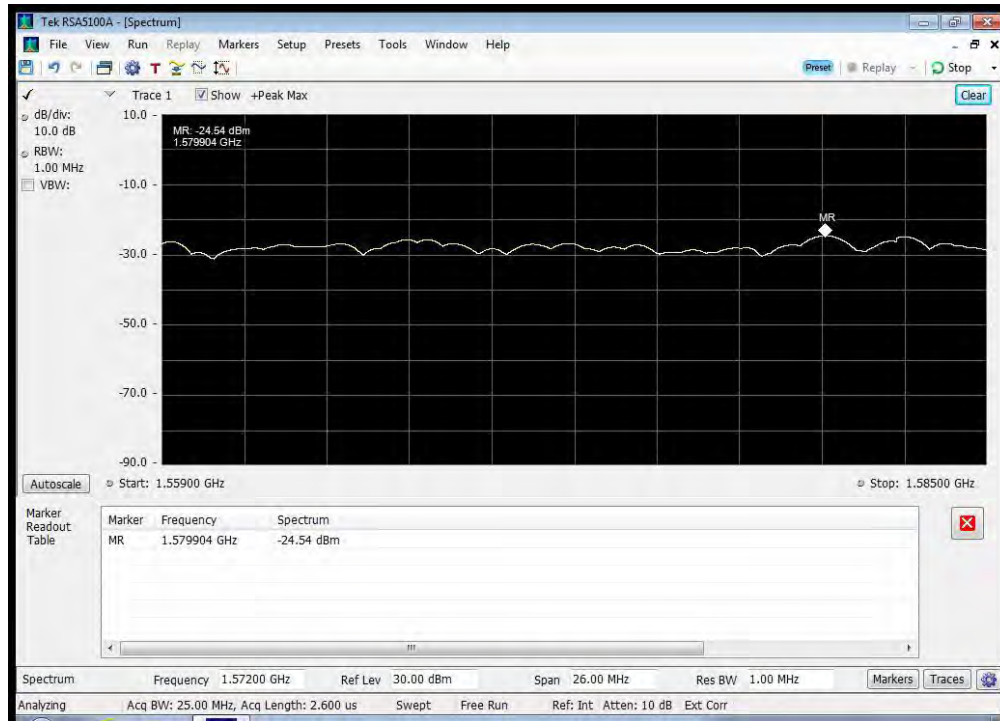 Tek RSA5100A - [Spectrum]
File View Run Replay Markers Setup Presets Tools Window Help
T Preset Replay Stop
Trace 1 Show +Peak Max Clear
dB/div:
10.0 dB
RBW:
1.00 MHz
VBW:
10.0
-10.0
-30.0
-50.0
-70.0
-90.0
MR: -24.54 dBm
1.579904 GHz
MR
Autoscale Start: 1.55900 GHz Stop: 1.58500 GHz
Marker
Readout
Table
Marker Frequency Spectrum
MR 1.579904 GHz -24.54 dBm
Spectrum Frequency 1.57200 GHz Ref Lev 30.00 dBm Span 26.00 MHz Res BW 1.00 MHz Markers Traces
Analyzing Acq BW: 25.00 MHz, Acq Length: 2.600 us Swept Free Run Ref: Int Atten: 10 dB Ext Corr